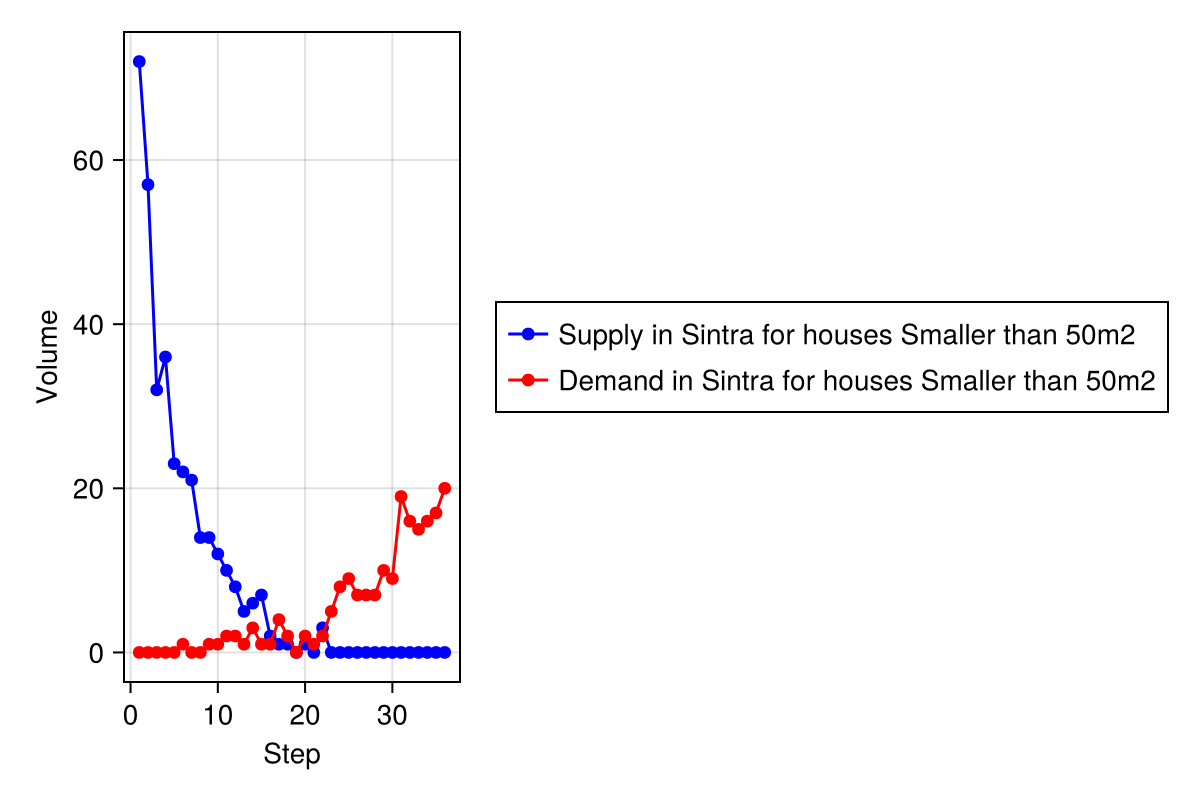 Volume
60
40
20
0
0 10 20 30
Step
Supply in Sintra for houses Smaller than 50m2
Demand in Sintra for houses Smaller than 50m2